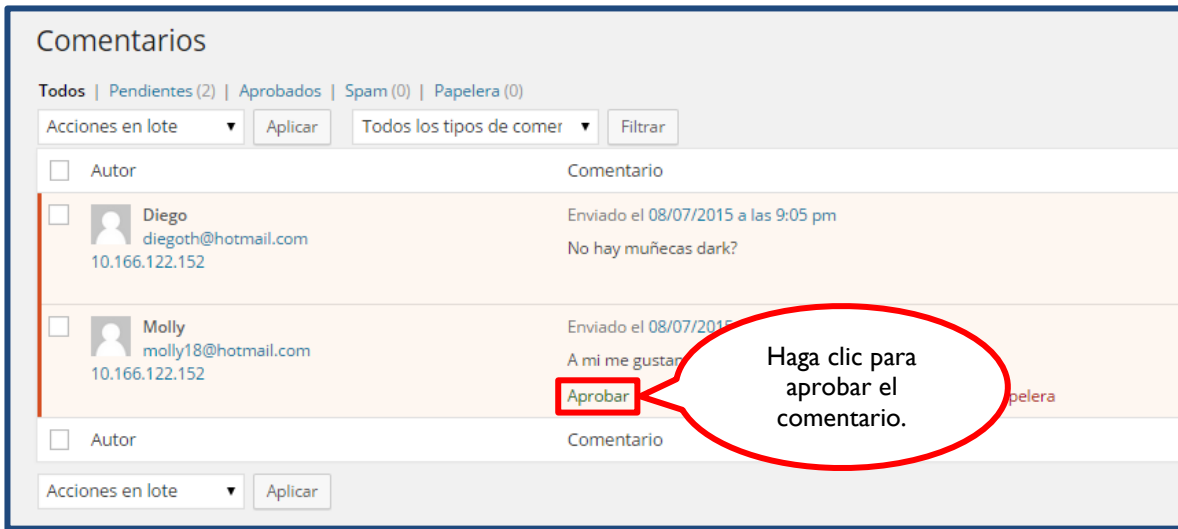 Comentarios
Todos | Pendientes (2) | Aprobados | Spam (0) | Papelera (0)
Acciones en lote Aplicar Todos los tipos de comer Filtrar
Autor Comentario
Diego Enviado el 08/07/2015 a las 9:05 pm
diegoth@hotmail.com No hay muñecas dark?
10.166.122.152
Molly Enviado el 08/07/2015
molly18@hotmail.com A mi me gustan
10.166.122.152
Aprobar pelera
Haga clic para
aprobar el
comentario.
Autor Comentario
Acciones en lote Aplicar